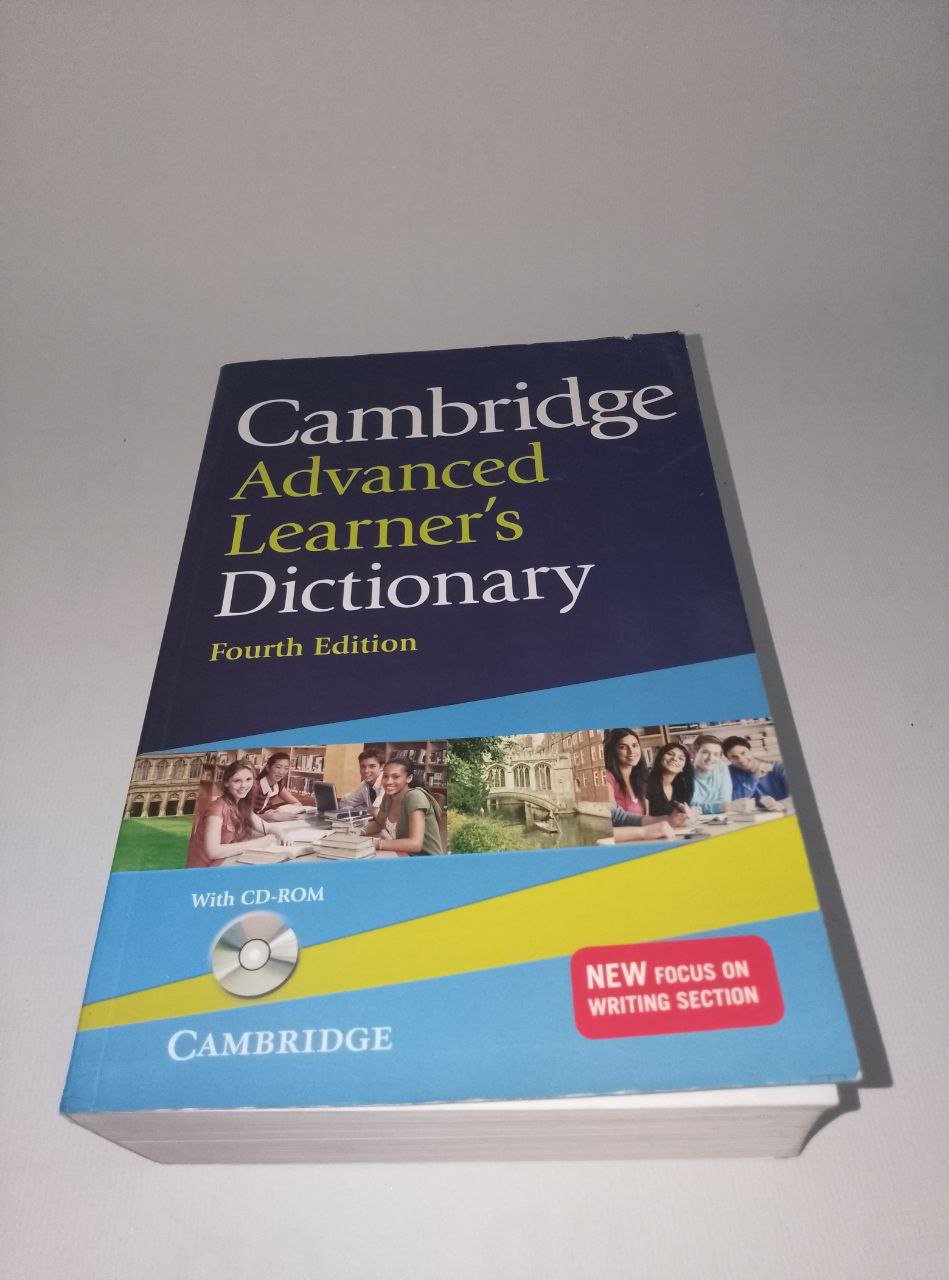 Cambridge
Advanced
Learner's
Dictionary
Fourth Edition
With CD-ROM
CAMBRIDGE
NEW FOCUS ON
WRITING SECTION